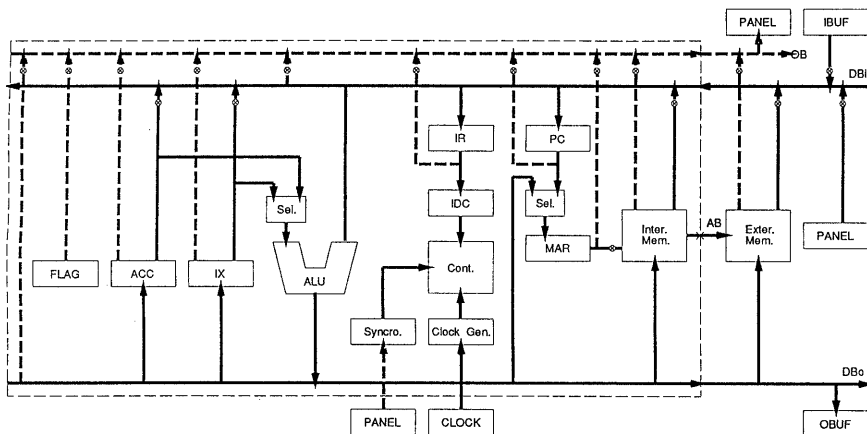 PANEL
IBUF
OB
DBi
IR
PC
Sel.
IDC
Sel.
Inter.
Mem.
AB
Exter.
Mem.
PANEL
FLAG
ACC
IX
ALU
Cont.
MAR
Syncro.
Clock Gen.
DBo
PANEL
CLOCK
OBUF